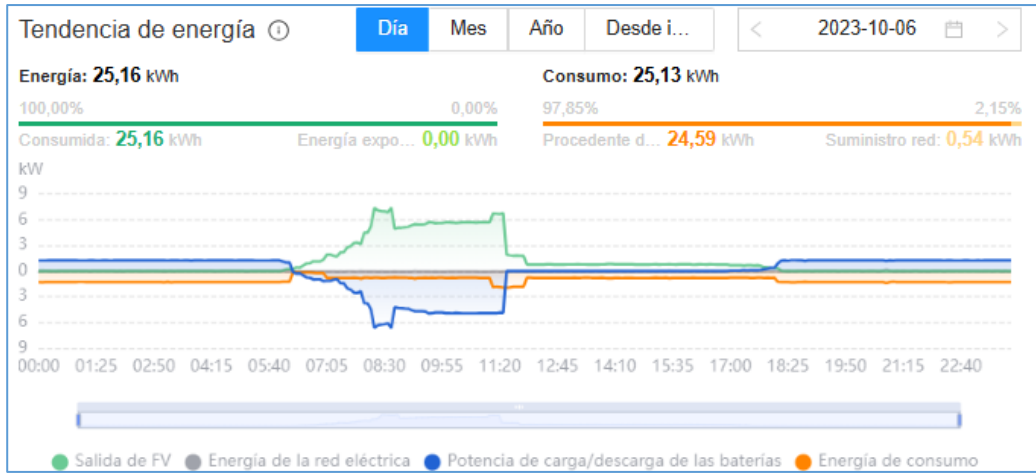 Tendencia de energía
Día Mes Año Desde i... 2023-10-06
Energía: 25,16 kWh Consumo: 25,13 kWh
100,00% 0,00% 97,85% 2,15%
Consumida: 25,16 kWh Energía expo... 0,00 kWh Procedente d... 24,59 kWh Suministro red: 0,54 kWh
kW
9
6
3
0
3
6
9
00:00 01:25 02:50 04:15 05:40 07:05 08:30 09:55 11:20 12:45 14:10 15:35 17:00 18:25 19:50 21:15 22:40
Salida de FV Energía de la red eléctrica Potencia de carga/descarga de las baterías Energía de consumo